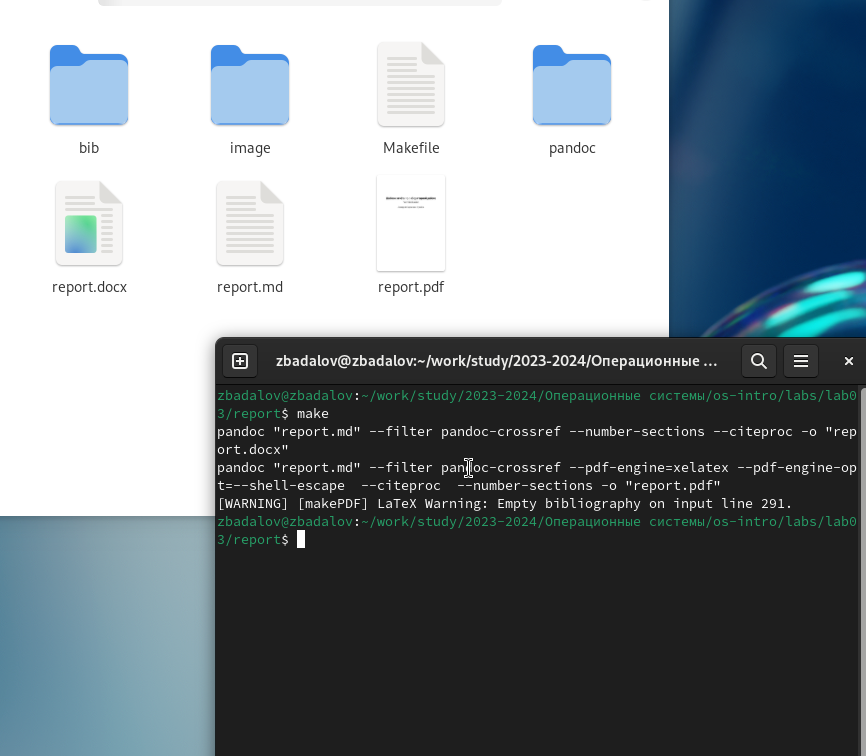 bib
image
Makefile
pandoc
report.docx
report.md
report.pdf
zbadalov@zbadalov:~/work/study/2023-2024/Операционные ...
zbadalov@zbadalov:~/work/study/2023-2024/Операционные системы/os-intro/labs/lab0
3/report$ make
pandoc "report.md" --filter pandoc-crossref --number-sections --citeproc -o "rep
ort.docx"
pandoc "report.md" --filter pandoc-crossref --pdf-engine=xelatex --pdf-engine-op
t=--shell-escape  --citeproc  --number-sections -o "report.pdf"
[WARNING] [makePDF] LaTeX Warning: Empty bibliography on input line 291.
zbadalov@zbadalov:~/work/study/2023-2024/Операционные системы/os-intro/labs/lab0
3/report$